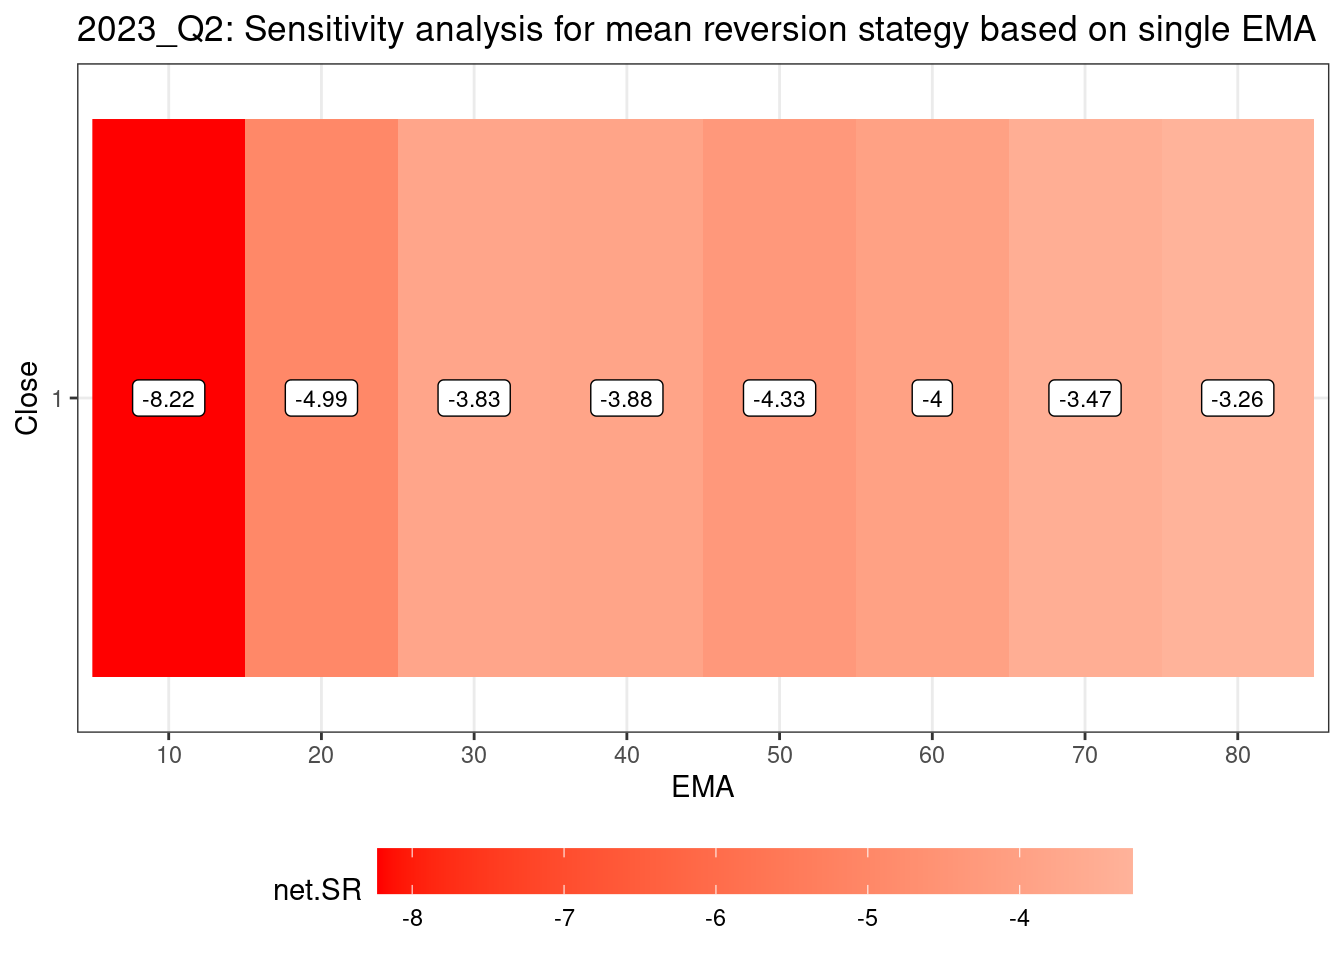 2023_Q2: Sensitivity analysis for mean reversion stategy based on single EMA
Close
1
-8.22 -4.99 -3.83 -3.88 -4.33 -4 -3.47 -3.26
10 20 30 40 50 60 70 80
EMA
net.SR
-8 -7 -6 -5 -4